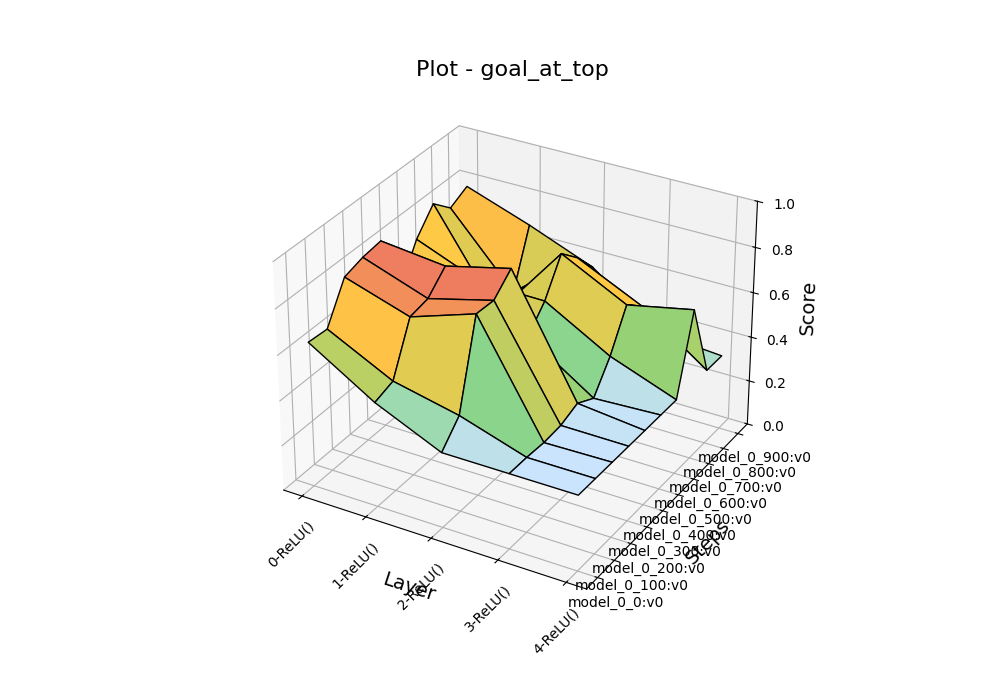 Plot - goal_at_top
1.0
0.8
0.6
0.4
0.2
0.0
Score
model_0_900:v0
model_0_800:v0
model_0_700:v0
model_0_600:v0
model_0_500:v0
model_0_400:v0
model_0_300:v0
model_0_200:v0
model_0_100:v0
model_0_0:v0
Steps
0-ReLU()
1-ReLU()
2-ReLU()
3-ReLU()
4-ReLU()
Layer